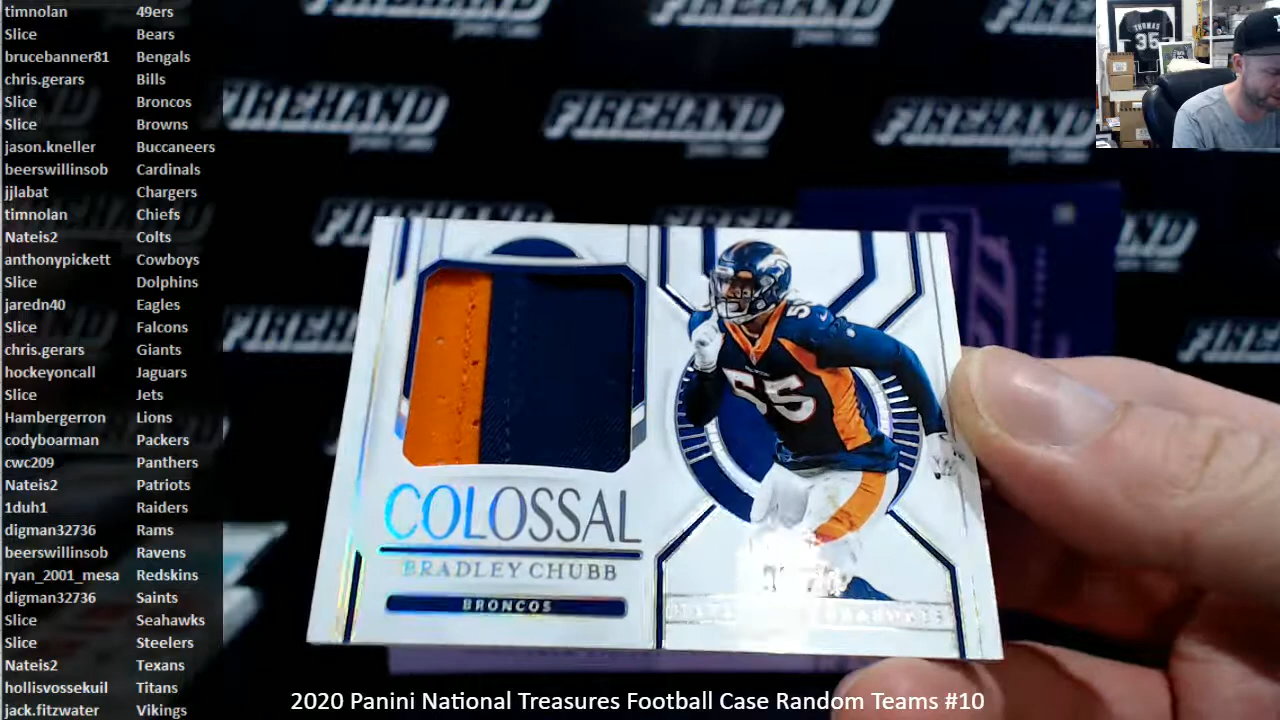 timnolan 49ers
Slice Bears
brucebanner81 Bengals
chris.gerars Bills
Slice Broncos
Slice Browns
jason.kneller Buccaneers
beerswillinsob Cardinals
jjlabat Chargers
timnolan Chiefs
Nateis2 Colts
anthonypickett Cowboys
Slice Dolphins
jaredn40 Eagles
Slice Falcons
chris.gerars Giants
hockeyoncall Jaguars
Slice Jets
Hambergerron Lions
codyboarman Packers
cwc209 Panthers
Nateis2 Patriots
1duh1 Raiders
digman32736 Rams
beerswillinsob Ravens
ryan_2001_mesa Redskins
digman32736 Saints
Slice Seahawks
Slice Steelers
Nateis2 Texans
hollisvossekuil Titans
jack.fitzwater Vikings
THOMAS
35
FIREHAND
FIREHAND
FIREHAND
55
COLOSSAL
BRADLEY CHUBB
BRONCOS
2020 Panini National Treasures Football Case Random Teams #10